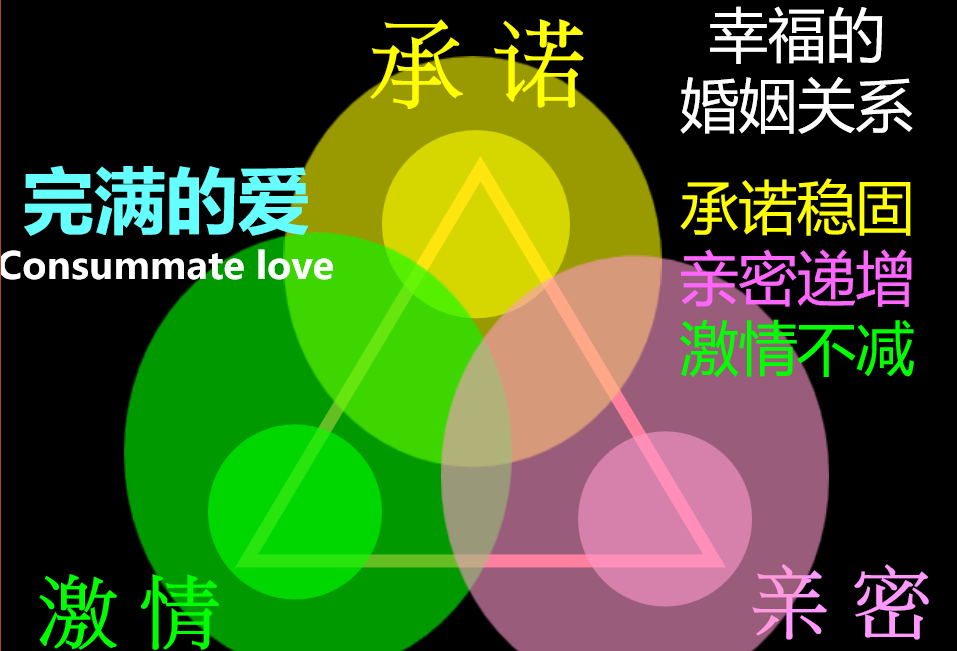 承诺
幸福的
婚姻关系
完满的爱
Consummate love
承诺稳固
亲密递增
激情不减
激情
亲密